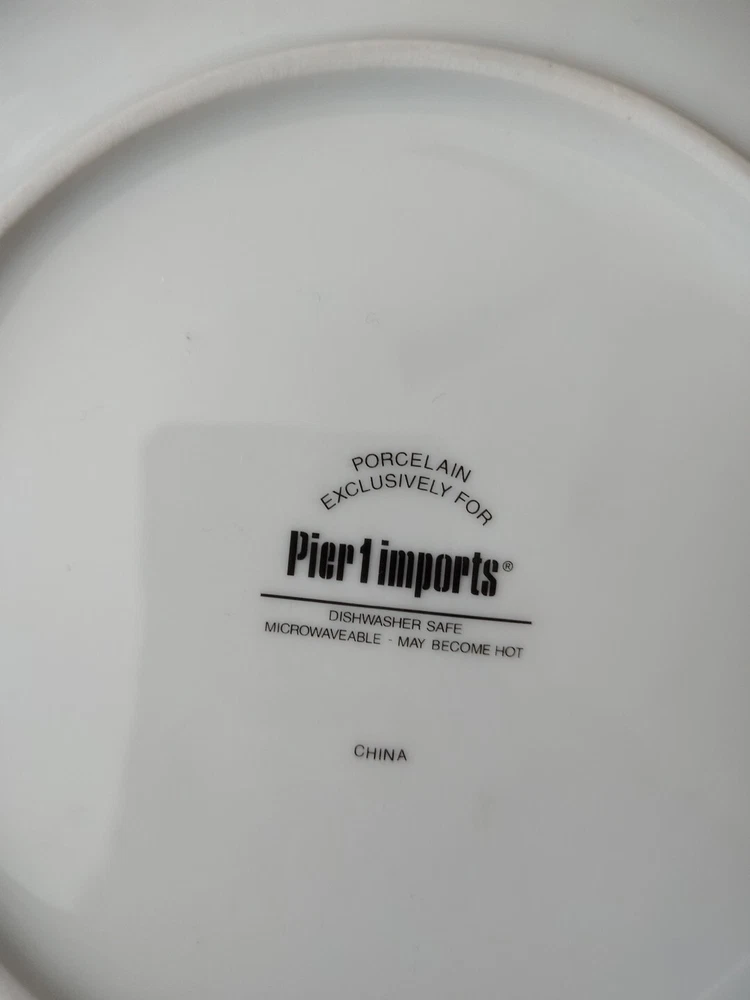 PORCELAIN
EXCLUSIVELY FOR
Pier 1 imports®
DISHWASHER SAFE
MICROWAVEABLE - MAY BECOME HOT
CHINA